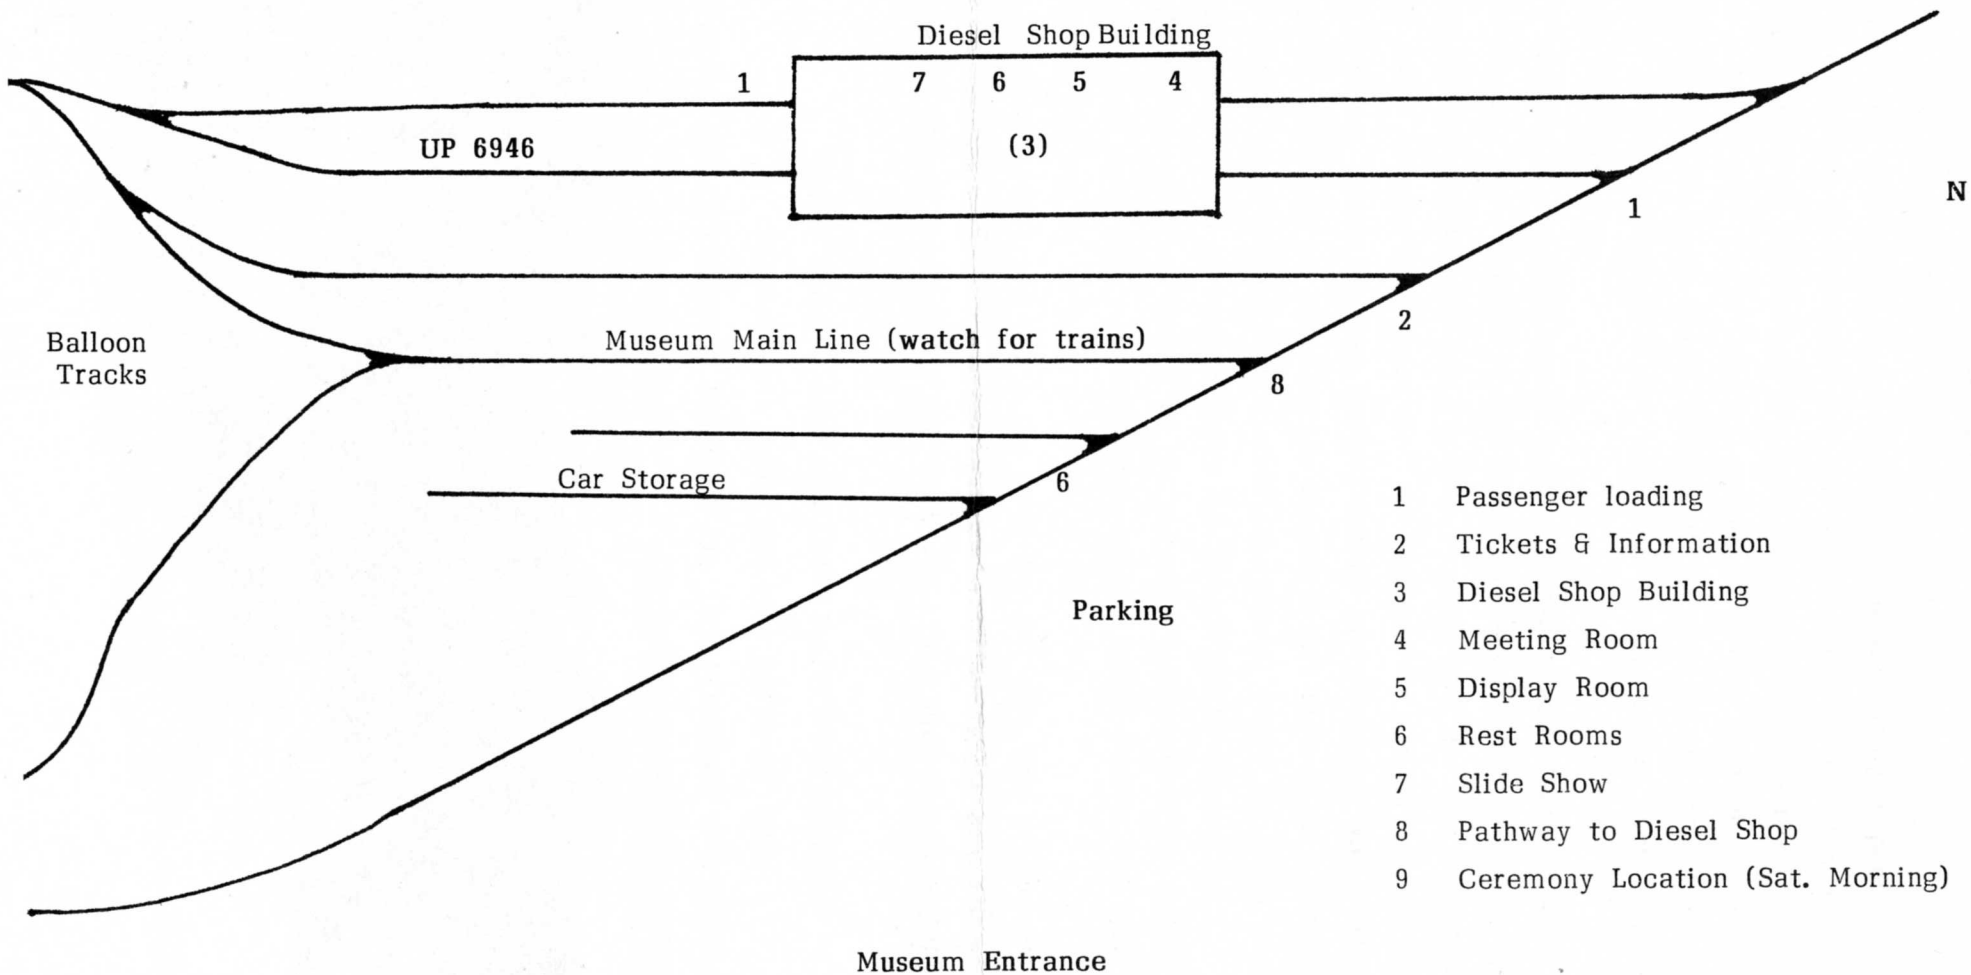 Diesel Shop Building
1 7 6 5 4
UP 6946 (3)
N
1
2
Balloon
Tracks
Museum Main Line (watch for trains)
8
Car Storage
6
Parking
1 Passenger loading
2 Tickets & Information
3 Diesel Shop Building
4 Meeting Room
5 Display Room
6 Rest Rooms
7 Slide Show
8 Pathway to Diesel Shop
9 Ceremony Location (Sat. Morning)
Museum Entrance